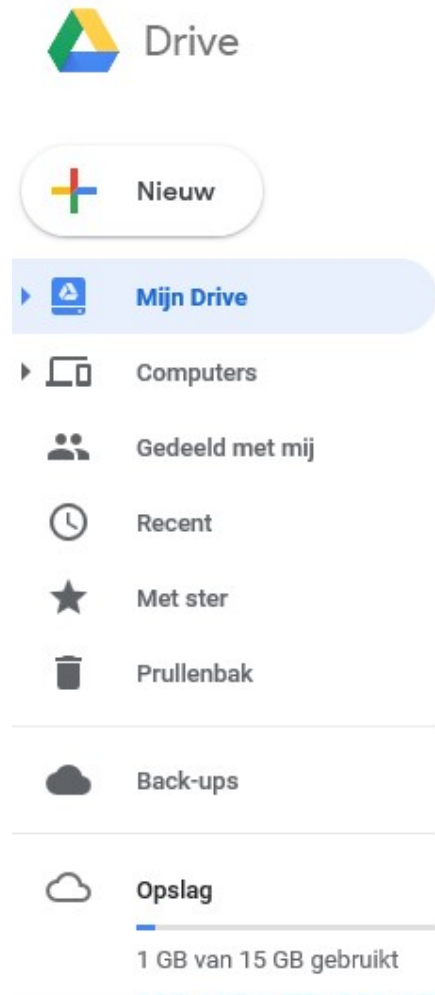 Drive
Nieuw
Mijn Drive
Computers
Gedeeld met mij
Recent
Met ster
Prullenbak
Back-ups
Opslag
1 GB van 15 GB gebruikt